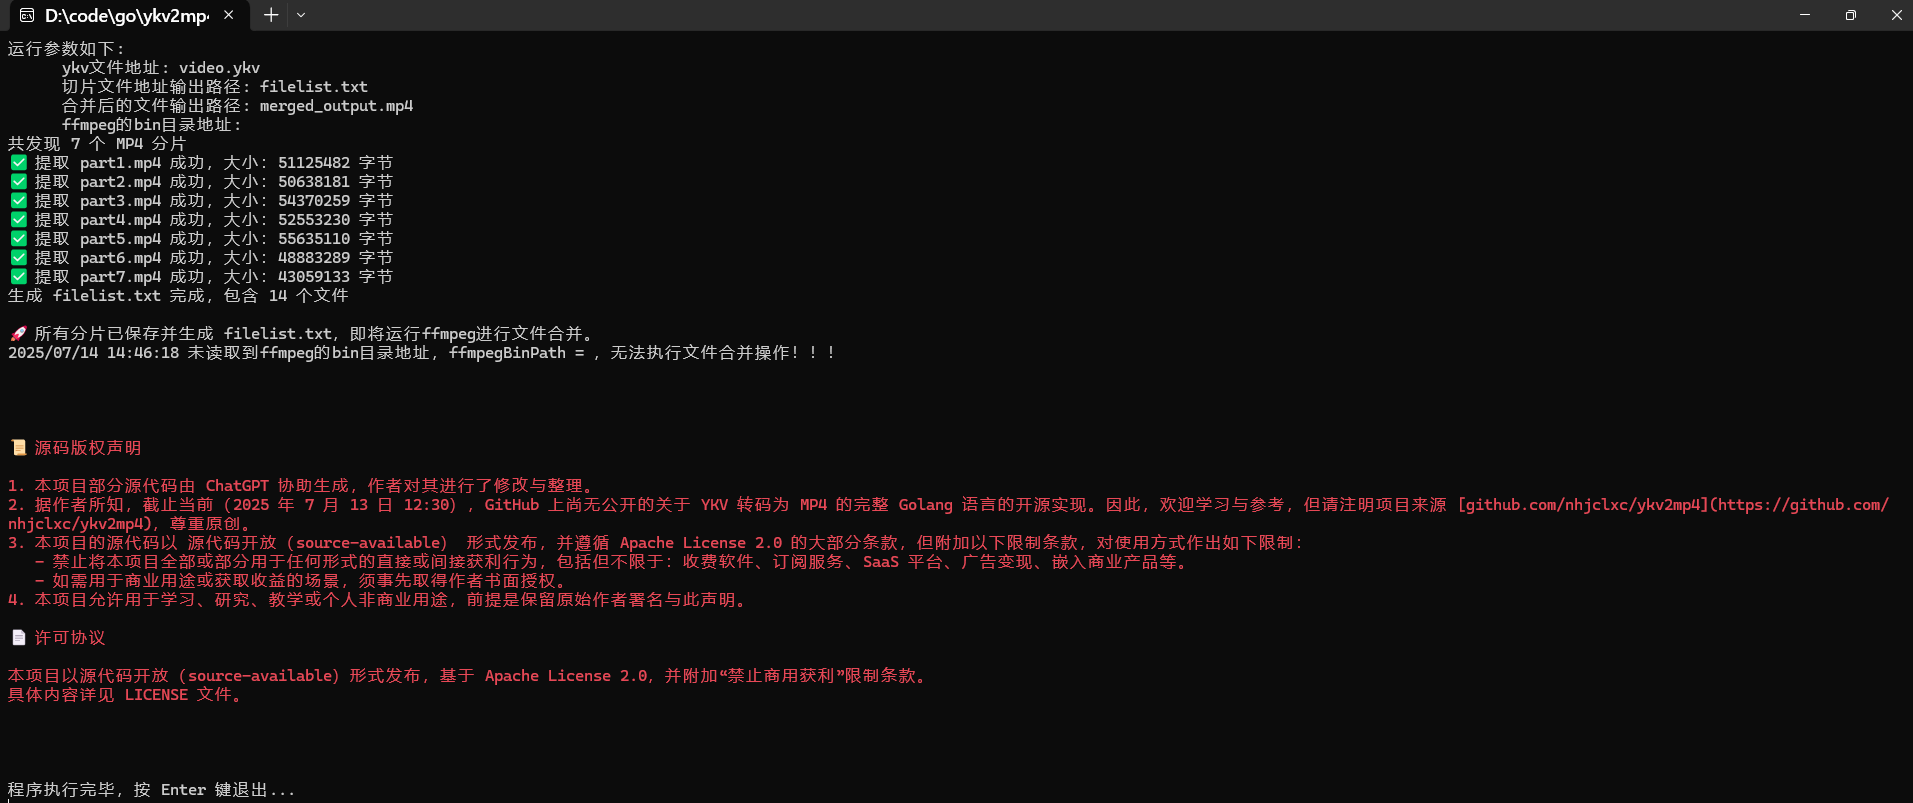 D:\code\go\ykv2mp4
运行参数如下：
ykv文件地址: video.ykv
切片文件地址输出路径: filelist.txt
合并后的文件输出路径: merged_output.mp4
ffmpeg的bin目录地址:
共发现 7 个 MP4 分片
✅ 提取 part1.mp4 成功, 大小: 51125482 字节
✅ 提取 part2.mp4 成功, 大小: 50638181 字节
✅ 提取 part3.mp4 成功, 大小: 54370259 字节
✅ 提取 part4.mp4 成功, 大小: 52553230 字节
✅ 提取 part5.mp4 成功, 大小: 55635110 字节
✅ 提取 part6.mp4 成功, 大小: 48883289 字节
✅ 提取 part7.mp4 成功, 大小: 43059133 字节
生成 filelist.txt 完成, 包含 14 个文件
🚀 所有分片已保存并生成 filelist.txt，即将运行ffmpeg进行文件合并。
2025/07/14 14:46:18 未读取到ffmpeg的bin目录地址，ffmpegBinPath = , 无法执行文件合并操作！！！
📜 源码版权声明
1. 本项目部分源代码由 ChatGPT 协助生成，作者对其进行了修改与整理。
2. 据作者所知，截止当前（2025 年 7 月 13 日 12:30），GitHub 上尚无公开的关于 YKV 转码为 MP4 的完整 Golang 语言的开源实现。因此，欢迎学习与参考，但请注明项目来源 [github.com/nhjclxc/ykv2mp4](https://github.com/
nhjclxc/ykv2mp4)，尊重原创。
3. 本项目的源代码以 源代码开放（source-available） 形式发布，并遵循 Apache License 2.0 的大部分条款，但附加以下限制条款，对使用方式作出如下限制：
- 禁止将本项目全部或部分用于任何形式的直接或间接获利行为，包括但不限于：收费软件、订阅服务、SaaS 平台、广告变现、嵌入商业产品等。
- 如需用于商业用途或获取收益的场景，须事先取得作者书面授权。
4. 本项目允许用于学习、研究、教学或个人非商业用途，前提是保留原始作者署名与此声明。
📄 许可协议
本项目以源代码开放（source-available）形式发布，基于 Apache License 2.0，并附加“禁止商用获利”限制条款。
具体内容详见 LICENSE 文件。
程序执行完毕，按 Enter 键退出...